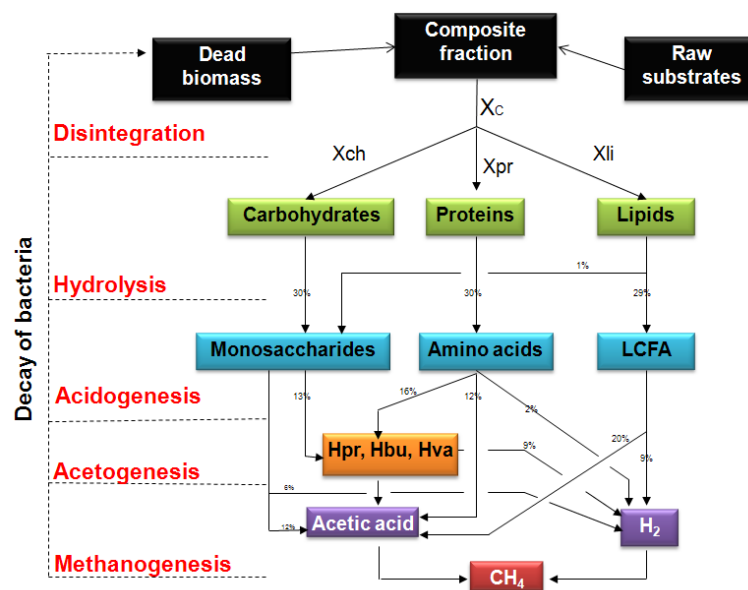 Composite
fraction
Dead
biomass
Raw
substrates
Xc
Disintegration
Xch
Xpr
Xli
Carbohydrates
Proteins
Lipids
1%
Hydrolysis
30%
30%
29%
Monosaccharides
Amino acids
LCFA
Decay of bacteria
Acidogenesis
13%
16%
12%
2%
20%
Hpr, Hbu, Hva
9%
9%
Acetogenesis
6%
Acetic acid
H₂
12%
Methanogenesis
CH₄